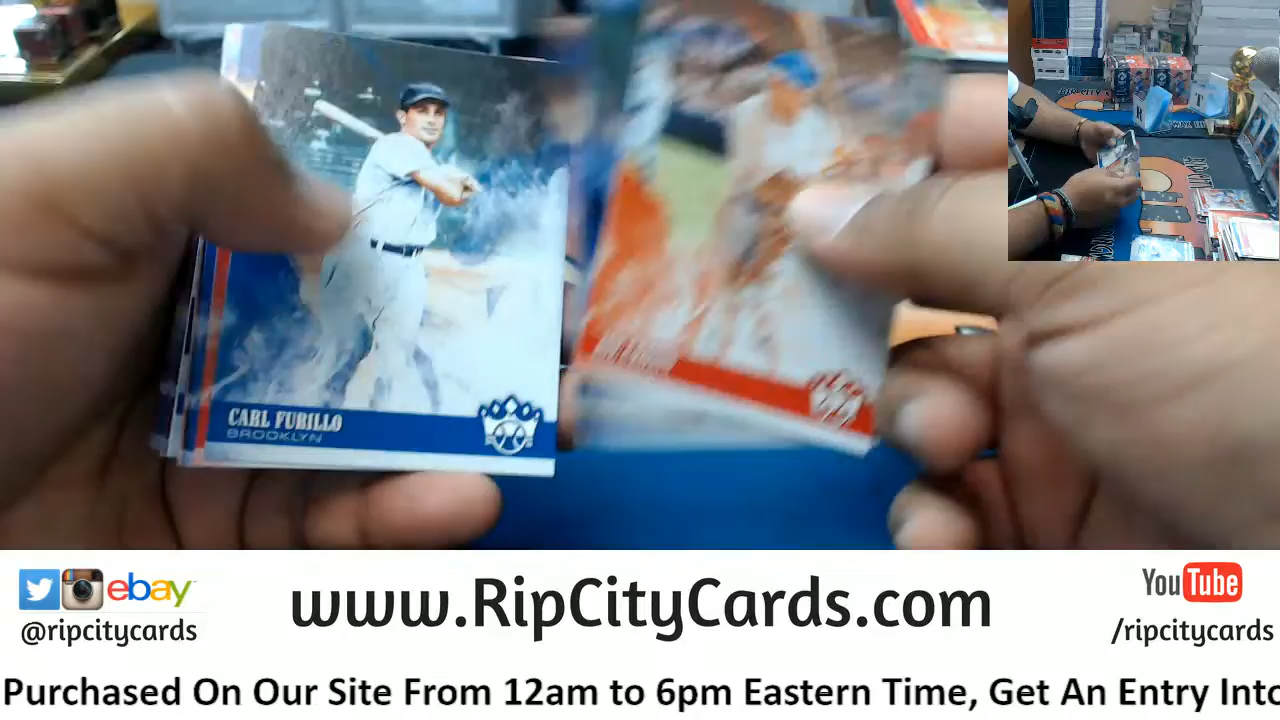 CARL FURILLO
BROOKLYN
ebay
@ripcitycards
www.RipCityCards.com
YouTube
/ripcitycards
Purchased On Our Site From 12am to 6pm Eastern Time, Get An Entry Into